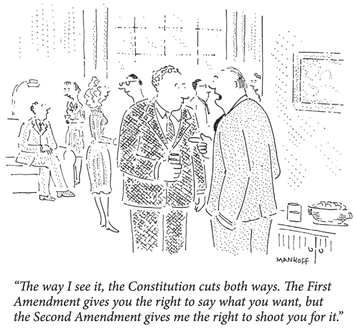 MANKOFF
“The way I see it, the Constitution cuts both ways. The First
Amendment gives you the right to say what you want, but
the Second Amendment gives me the right to shoot you for it.”